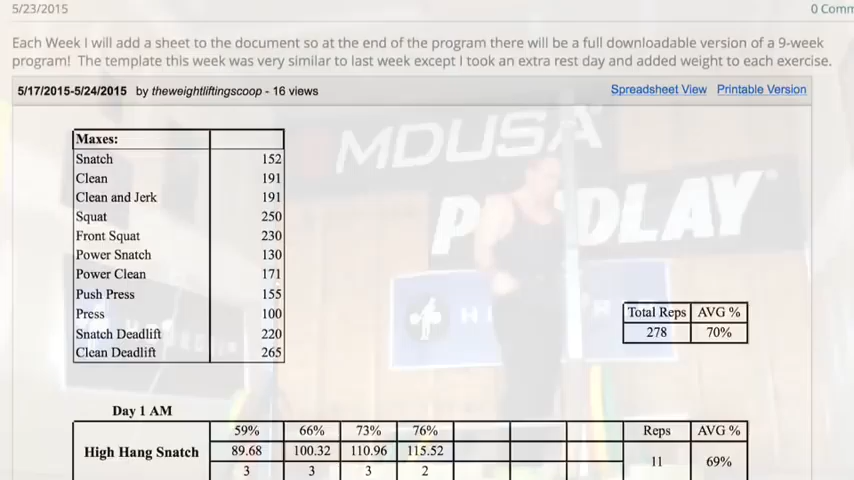 5/23/2015 0 Comm
Each Week I will add a sheet to the document so at the end of the program there will be a full downloadable version of a 9-week
program! The template this week was very similar to last week except I took an extra rest day and added weight to each exercise.
5/17/2015-5/24/2015 by theweightliftingscoop - 16 views Spreadsheet View Printable Version
Maxes:
Snatch 152
Clean 191
Clean and Jerk 191
Squat 250
Front Squat 230
Power Snatch 130
Power Clean 171
Push Press 155
Press 100
Snatch Deadlift 220
Clean Deadlift 265
MDUSA
Total Reps AVG %
278 70%
Day 1 AM
59% 66% 73% 76% Reps AVG %
High Hang Snatch 89.68 100.32 110.96 115.52 11 69%
3 3 3 2